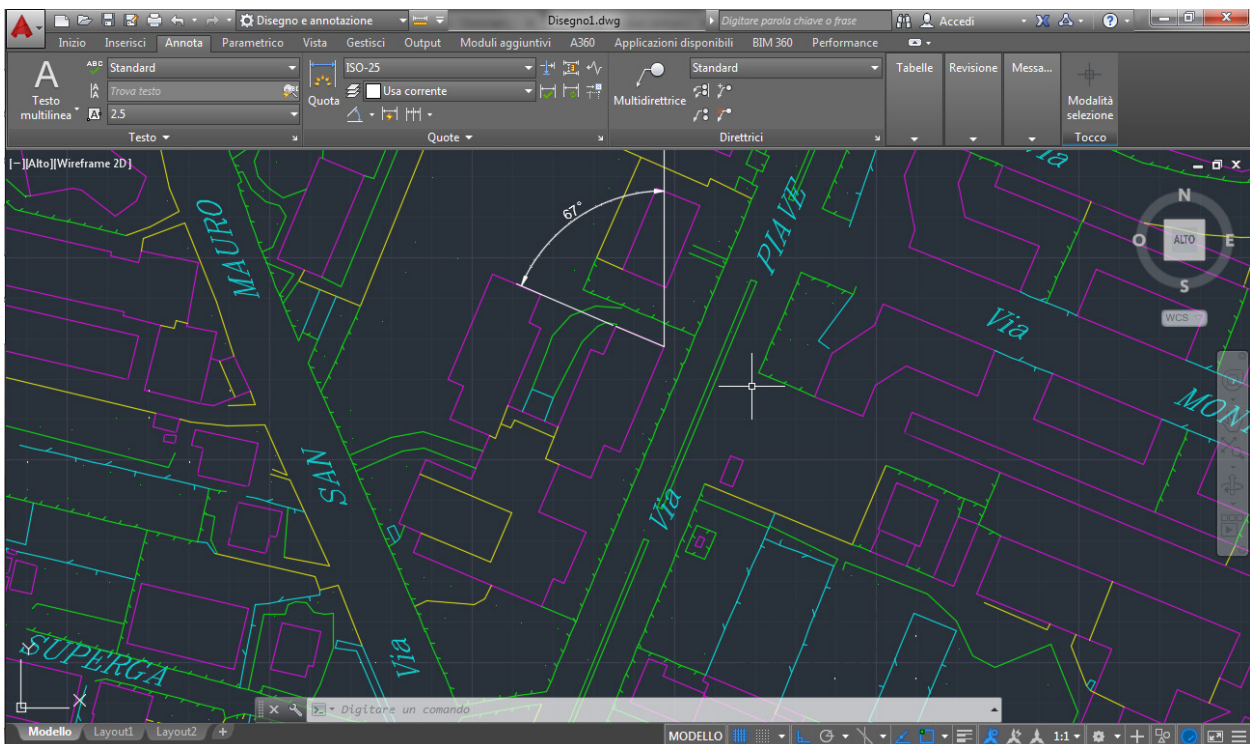 Disegno e annotazione
Disegno1.dwg
Digitare parola chiave o frase
Accedi
Inizio Inserisci Annota Parametrico Vista Gestisci Output Moduli aggiuntivi A360 Applicazioni disponibili BIM 360 Performance
A
Testo multilinea
ABC Standard
Trova testo
2.5
Testo
Quota
ISO-25
Usa corrente
Quote
Multidirettrice
Standard
Direttrici
Tabelle
Revisione
Messa...
Modalità selezione
Tocco
[−][Alto][Wireframe 2D]
MAURO
67°
PIAVE
Via
N
O ALTO E
S
WCS
Via
MON
SAN
Via
SUPERGA
Via
Y
X
Digitare un comando
Modello Layout1 Layout2 +
MODELLO
1:1